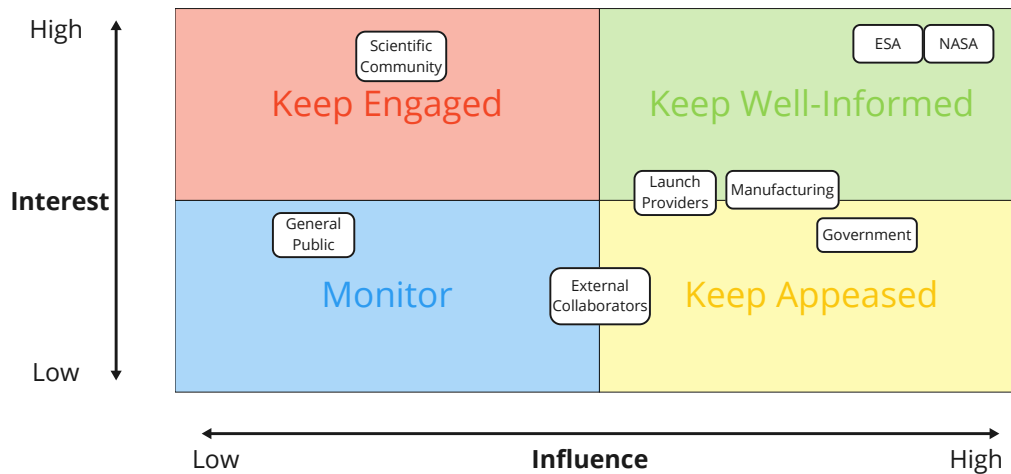 High
Scientific
Community
ESA
NASA
Keep Engaged
Keep Well-Informed
Interest
Launch
Providers
Manufacturing
General
Public
Government
Monitor
External
Collaborators
Keep Appeased
Low
Low
Influence
High